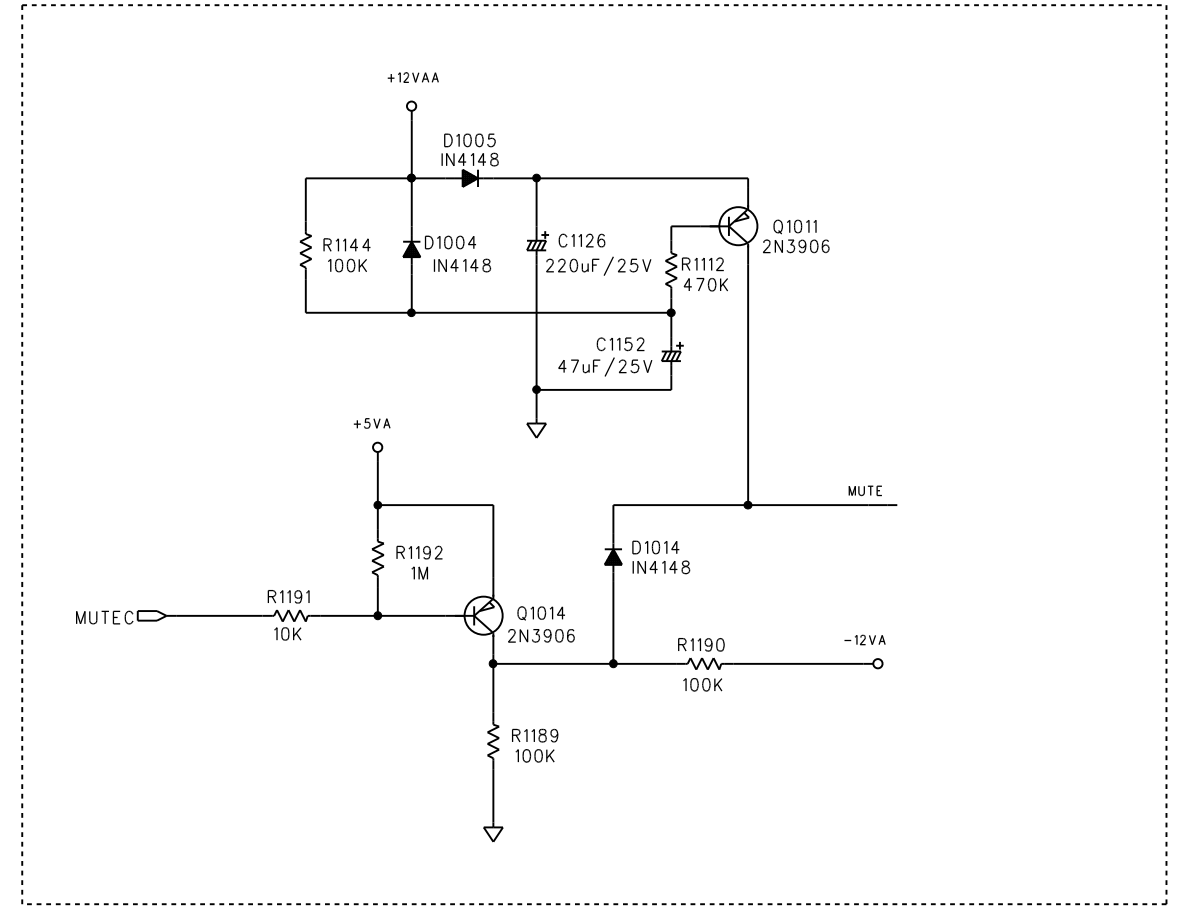 +12VAA
D1005
IN4148
R1144
100K
D1004
IN4148
+
C1126
220uF/25V
Q1011
2N3906
R1112
470K
C1152
+
47uF/25V
+5VA
MUTE
R1192
1M
D1014
IN4148
R1191
10K
MUTEC
Q1014
2N3906
R1190
100K
-12VA
R1189
100K